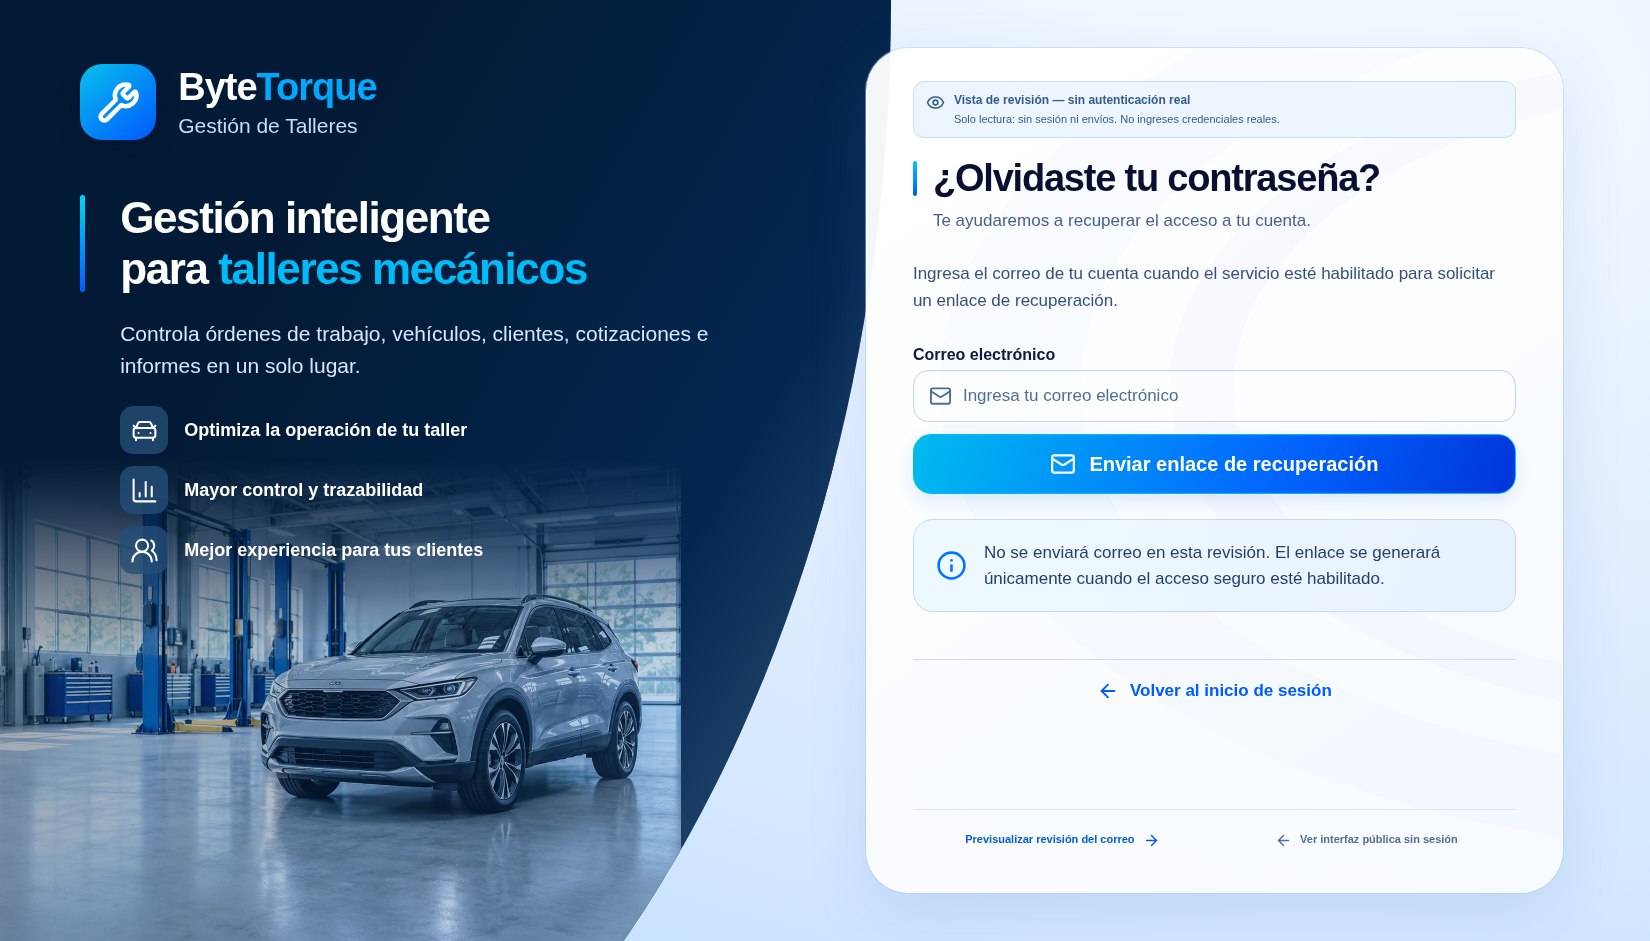 ByteTorque
Gestión de Talleres
Gestión inteligente
para talleres mecánicos
Controla órdenes de trabajo, vehículos, clientes, cotizaciones e
informes en un solo lugar.
Optimiza la operación de tu taller
Mayor control y trazabilidad
Mejor experiencia para tus clientes
Vista de revisión — sin autenticación real
Solo lectura: sin sesión ni envíos. No ingreses credenciales reales.
¿Olvidaste tu contraseña?
Te ayudaremos a recuperar el acceso a tu cuenta.
Ingresa el correo de tu cuenta cuando el servicio esté habilitado para solicitar
un enlace de recuperación.
Correo electrónico
Ingresa tu correo electrónico
Enviar enlace de recuperación
No se enviará correo en esta revisión. El enlace se generará
únicamente cuando el acceso seguro esté habilitado.
Volver al inicio de sesión
Previsualizar revisión del correo
Ver interfaz pública sin sesión